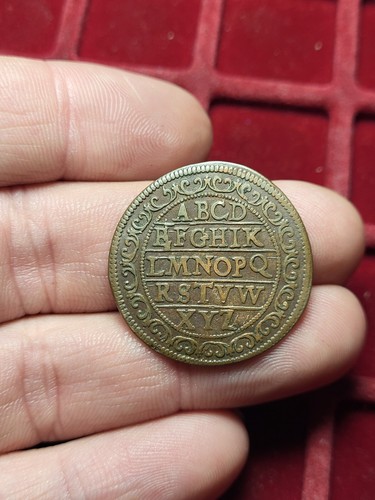 ABCD
EFGHIK
LMNOPQ
RSTVW
XYZ